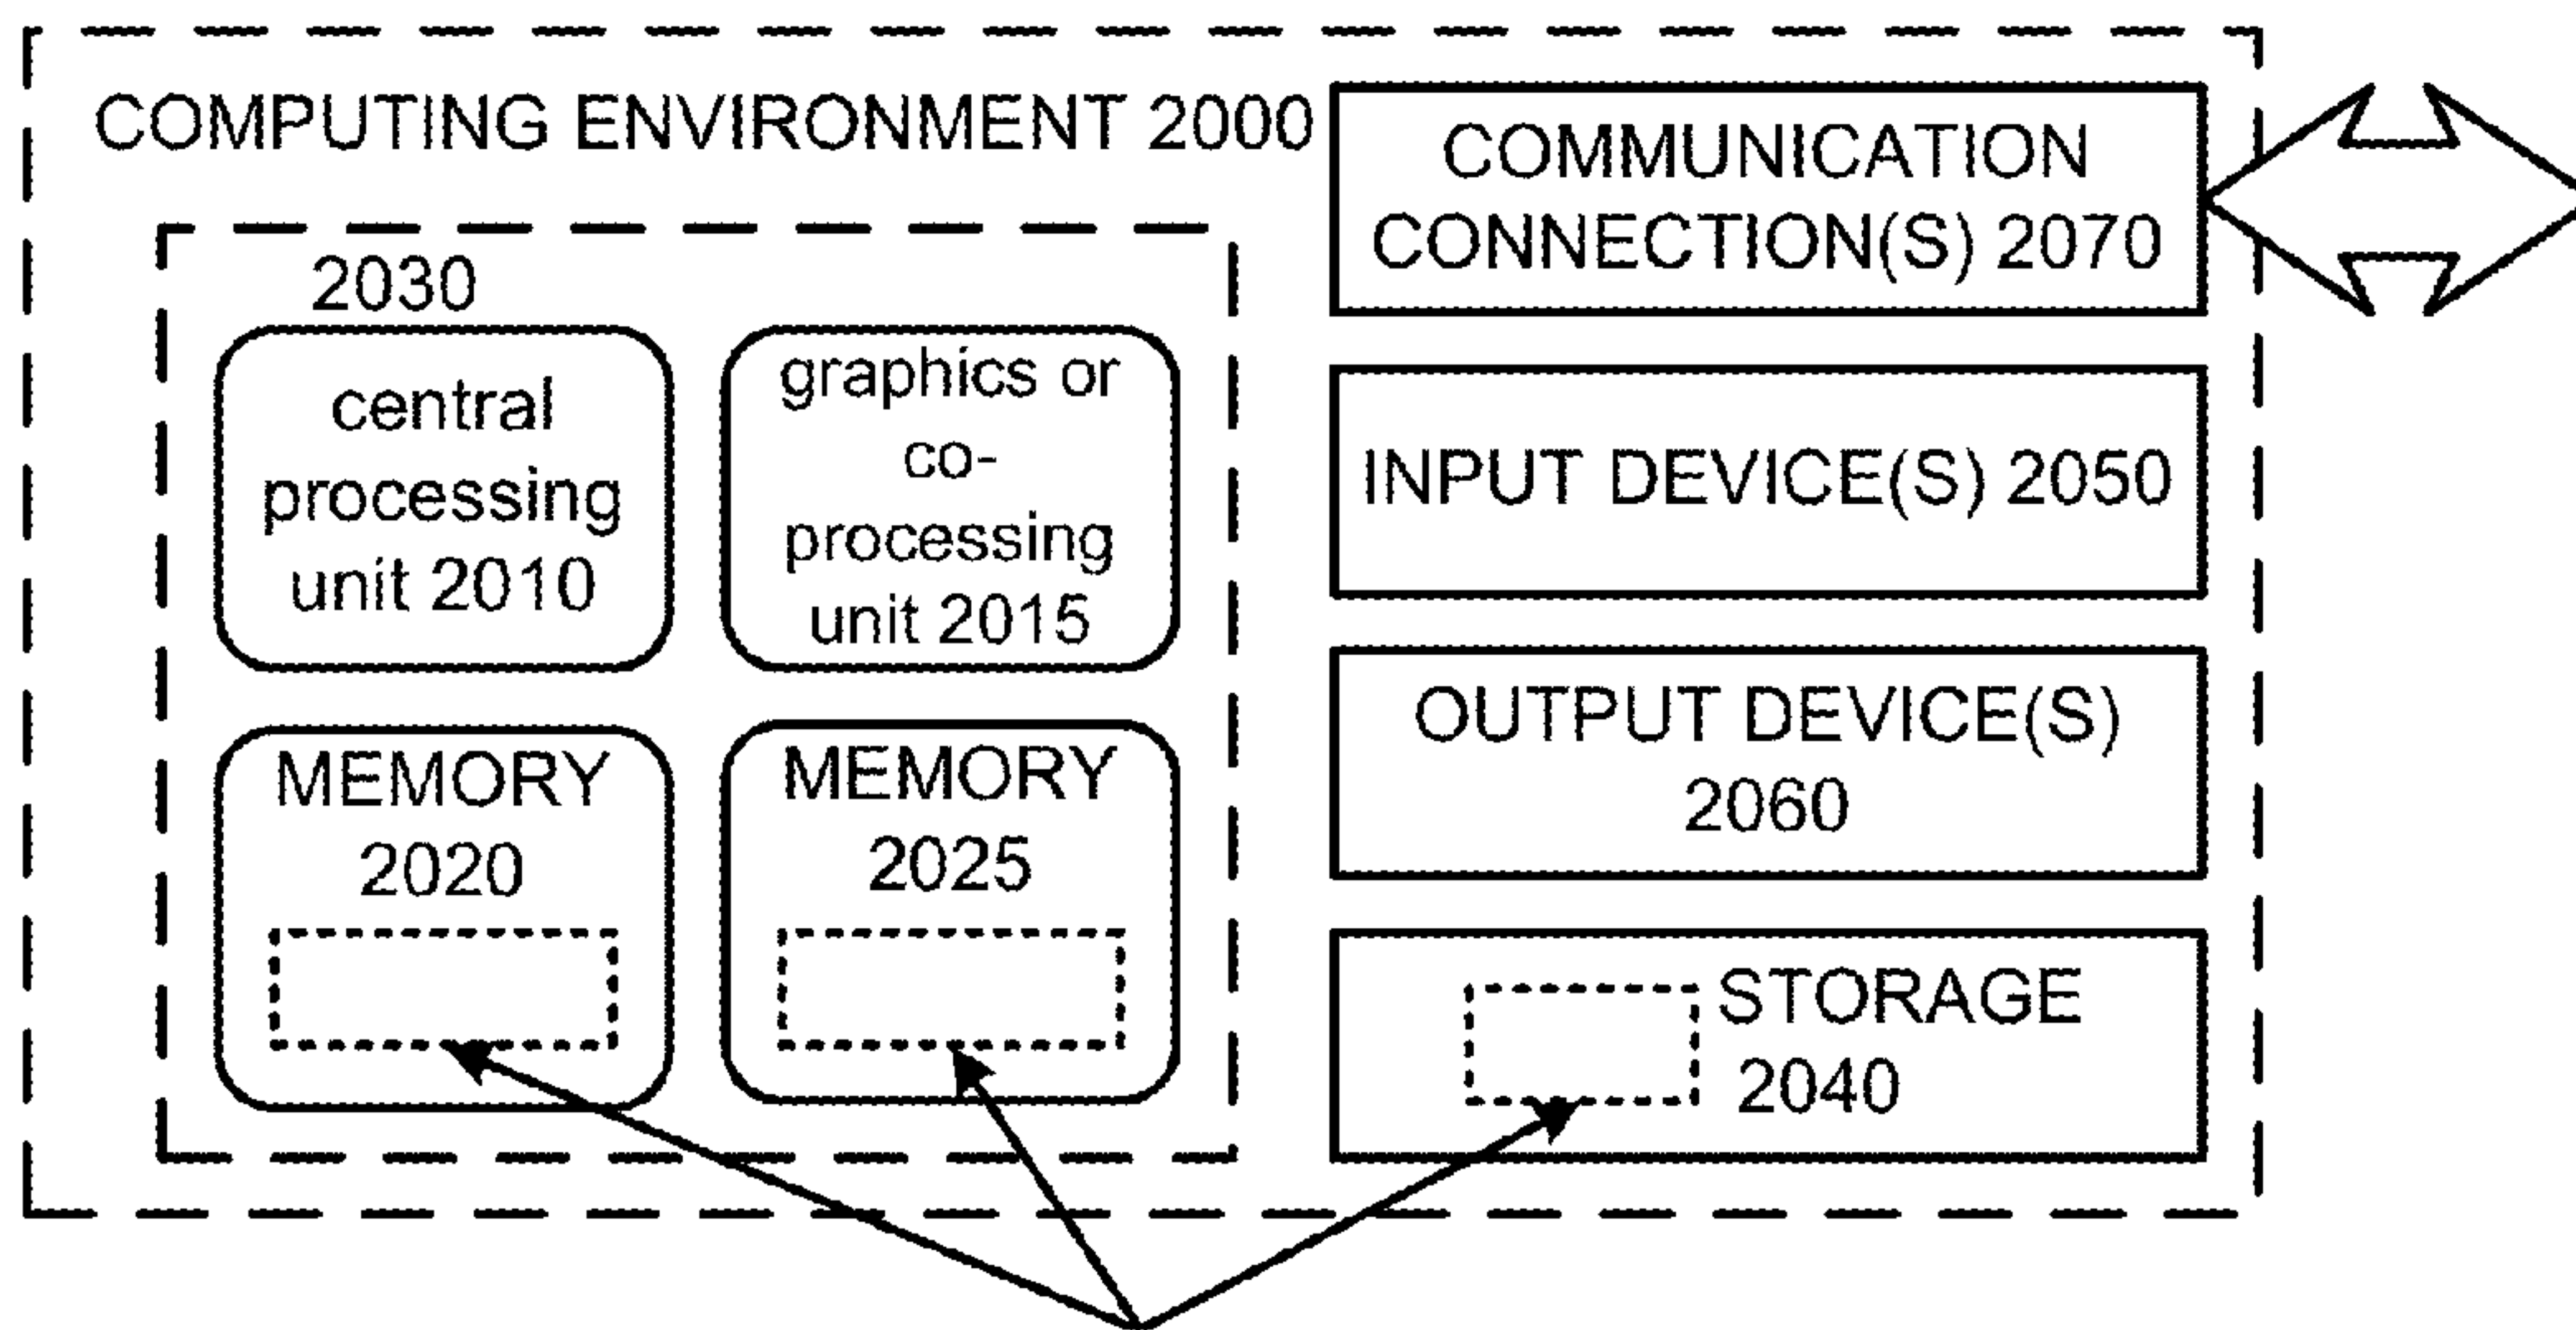 COMPUTING ENVIRONMENT 2000
2030
central
processing
unit 2010
graphics or
co-
processing
unit 2015
MEMORY
2020
MEMORY
2025
COMMUNICATION
CONNECTION(S) 2070
INPUT DEVICE(S) 2050
OUTPUT DEVICE(S)
2060
STORAGE
2040